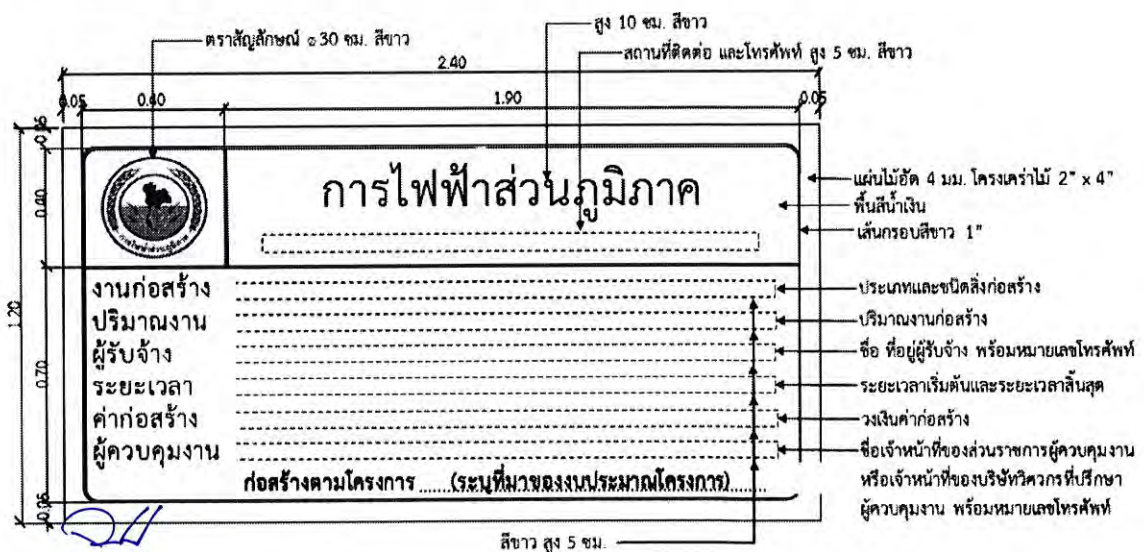 สูง 10 ซม. สีขาว
ตราสัญลักษณ์ ⌀30 ซม. สีขาว
สถานที่ติดต่อ และโทรศัพท์ สูง 5 ซม. สีขาว
2.40
0.05 0.40 1.90 0.05
0.05
แผ่นไม้อัด 4 มม. โครงเคร่าไม้ 2" x 4"
การไฟฟ้าส่วนภูมิภาค
0.40
พื้นสีน้ำเงิน
เส้นกรอบสีขาว 1"
การไฟฟ้าส่วนภูมิภาค
งานก่อสร้าง
ประเภทและชนิดสิ่งก่อสร้าง
1.20
ปริมาณงาน
ปริมาณงานก่อสร้าง
ผู้รับจ้าง
ชื่อ ที่อยู่ผู้รับจ้าง พร้อมหมายเลขโทรศัพท์
0.70
ระยะเวลา
ระยะเวลาเริ่มต้นและระยะเวลาสิ้นสุด
ค่าก่อสร้าง
วงเงินค่าก่อสร้าง
ผู้ควบคุมงาน
ชื่อเจ้าหน้าที่ของส่วนราชการผู้ควบคุมงาน
หรือเจ้าหน้าที่ของบริษัทวิศวกรที่ปรึกษา
ผู้ควบคุมงาน พร้อมหมายเลขโทรศัพท์
ก่อสร้างตามโครงการ ......(ระบุที่มาของงบประมาณโครงการ)......
0.05
สีขาว สูง 5 ซม.